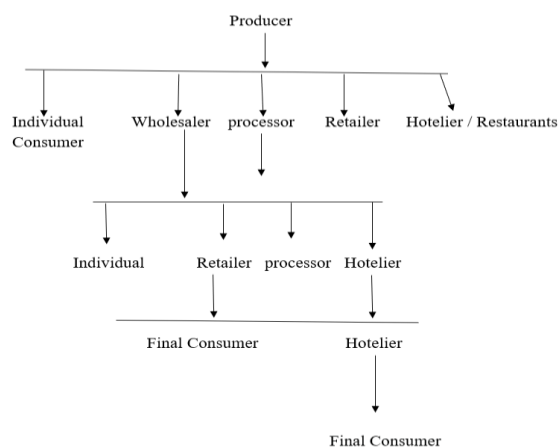 Producer
Individual Consumer
Wholesaler
processor
Retailer
Hotelier / Restaurants
Individual
Retailer
processor
Hotelier
Final Consumer
Hotelier
Final Consumer